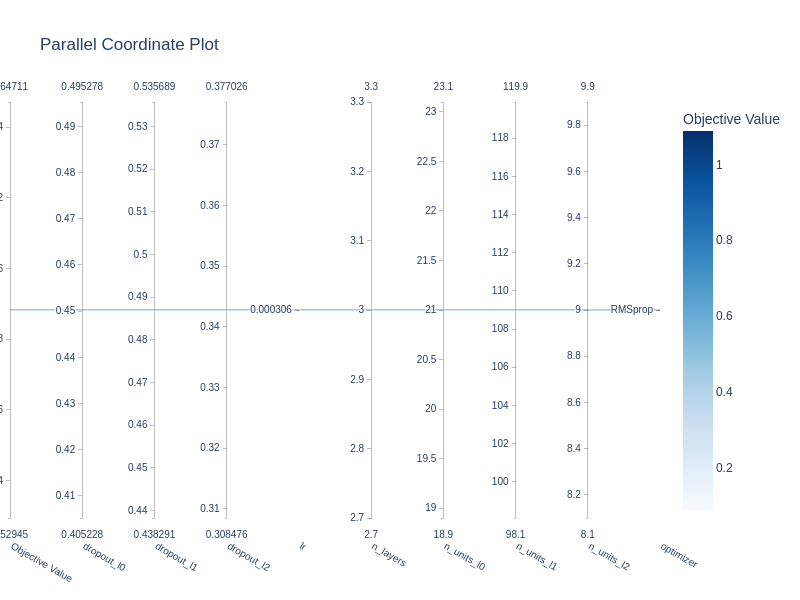 Parallel Coordinate Plot
64711 0.495278 0.535689 0.377026 3.3 23.1 119.9 9.9
Objective Value
4 0.49 0.48 0.47 0.46 0.45 0.44 0.43 0.42 0.41
2
6
8
6
4
0.53 0.52 0.51 0.5 0.49 0.48 0.47 0.46 0.45 0.44
0.37 0.36 0.35 0.34 0.33 0.32 0.31
0.000306
3.3 3.2 3.1 3 2.9 2.8 2.7
23 22.5 22 21.5 21 20.5 20 19.5 19
118 116 114 112 110 108 106 104 102 100
9.8 9.6 9.4 9.2 9 8.8 8.6 8.4 8.2
RMSprop
1 0.8 0.6 0.4 0.2
52945 0.405228 0.438291 0.308476 2.7 18.9 98.1 8.1
Objective Value dropout_l0 dropout_l1 dropout_l2 lr n_layers n_units_l0 n_units_l1 n_units_l2 optimizer